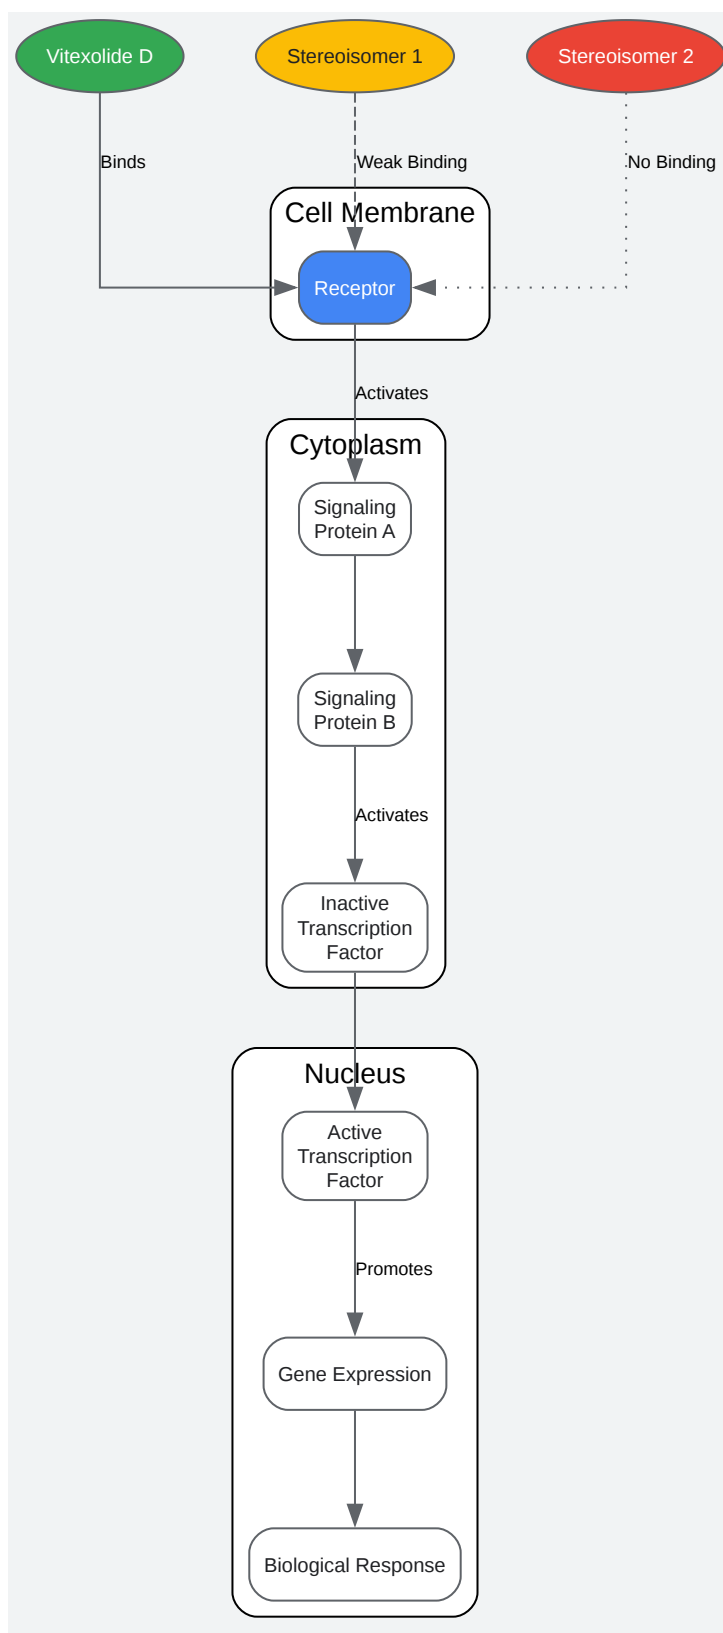 Vitexolide D
Stereoisomer 1
Stereoisomer 2
Binds
Weak Binding
No Binding
Cell Membrane
Receptor
Activates
Cytoplasm
Signaling
Protein A
Signaling
Protein B
Activates
Inactive
Transcription
Factor
Nucleus
Active
Transcription
Factor
Promotes
Gene Expression
Biological Response